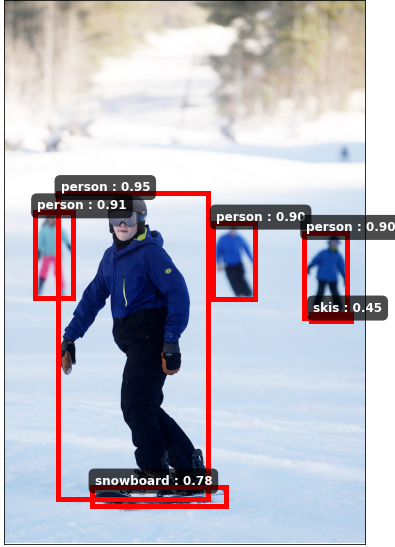 person : 0.95
person : 0.91
person : 0.90
person : 0.90
skis : 0.45
snowboard : 0.78